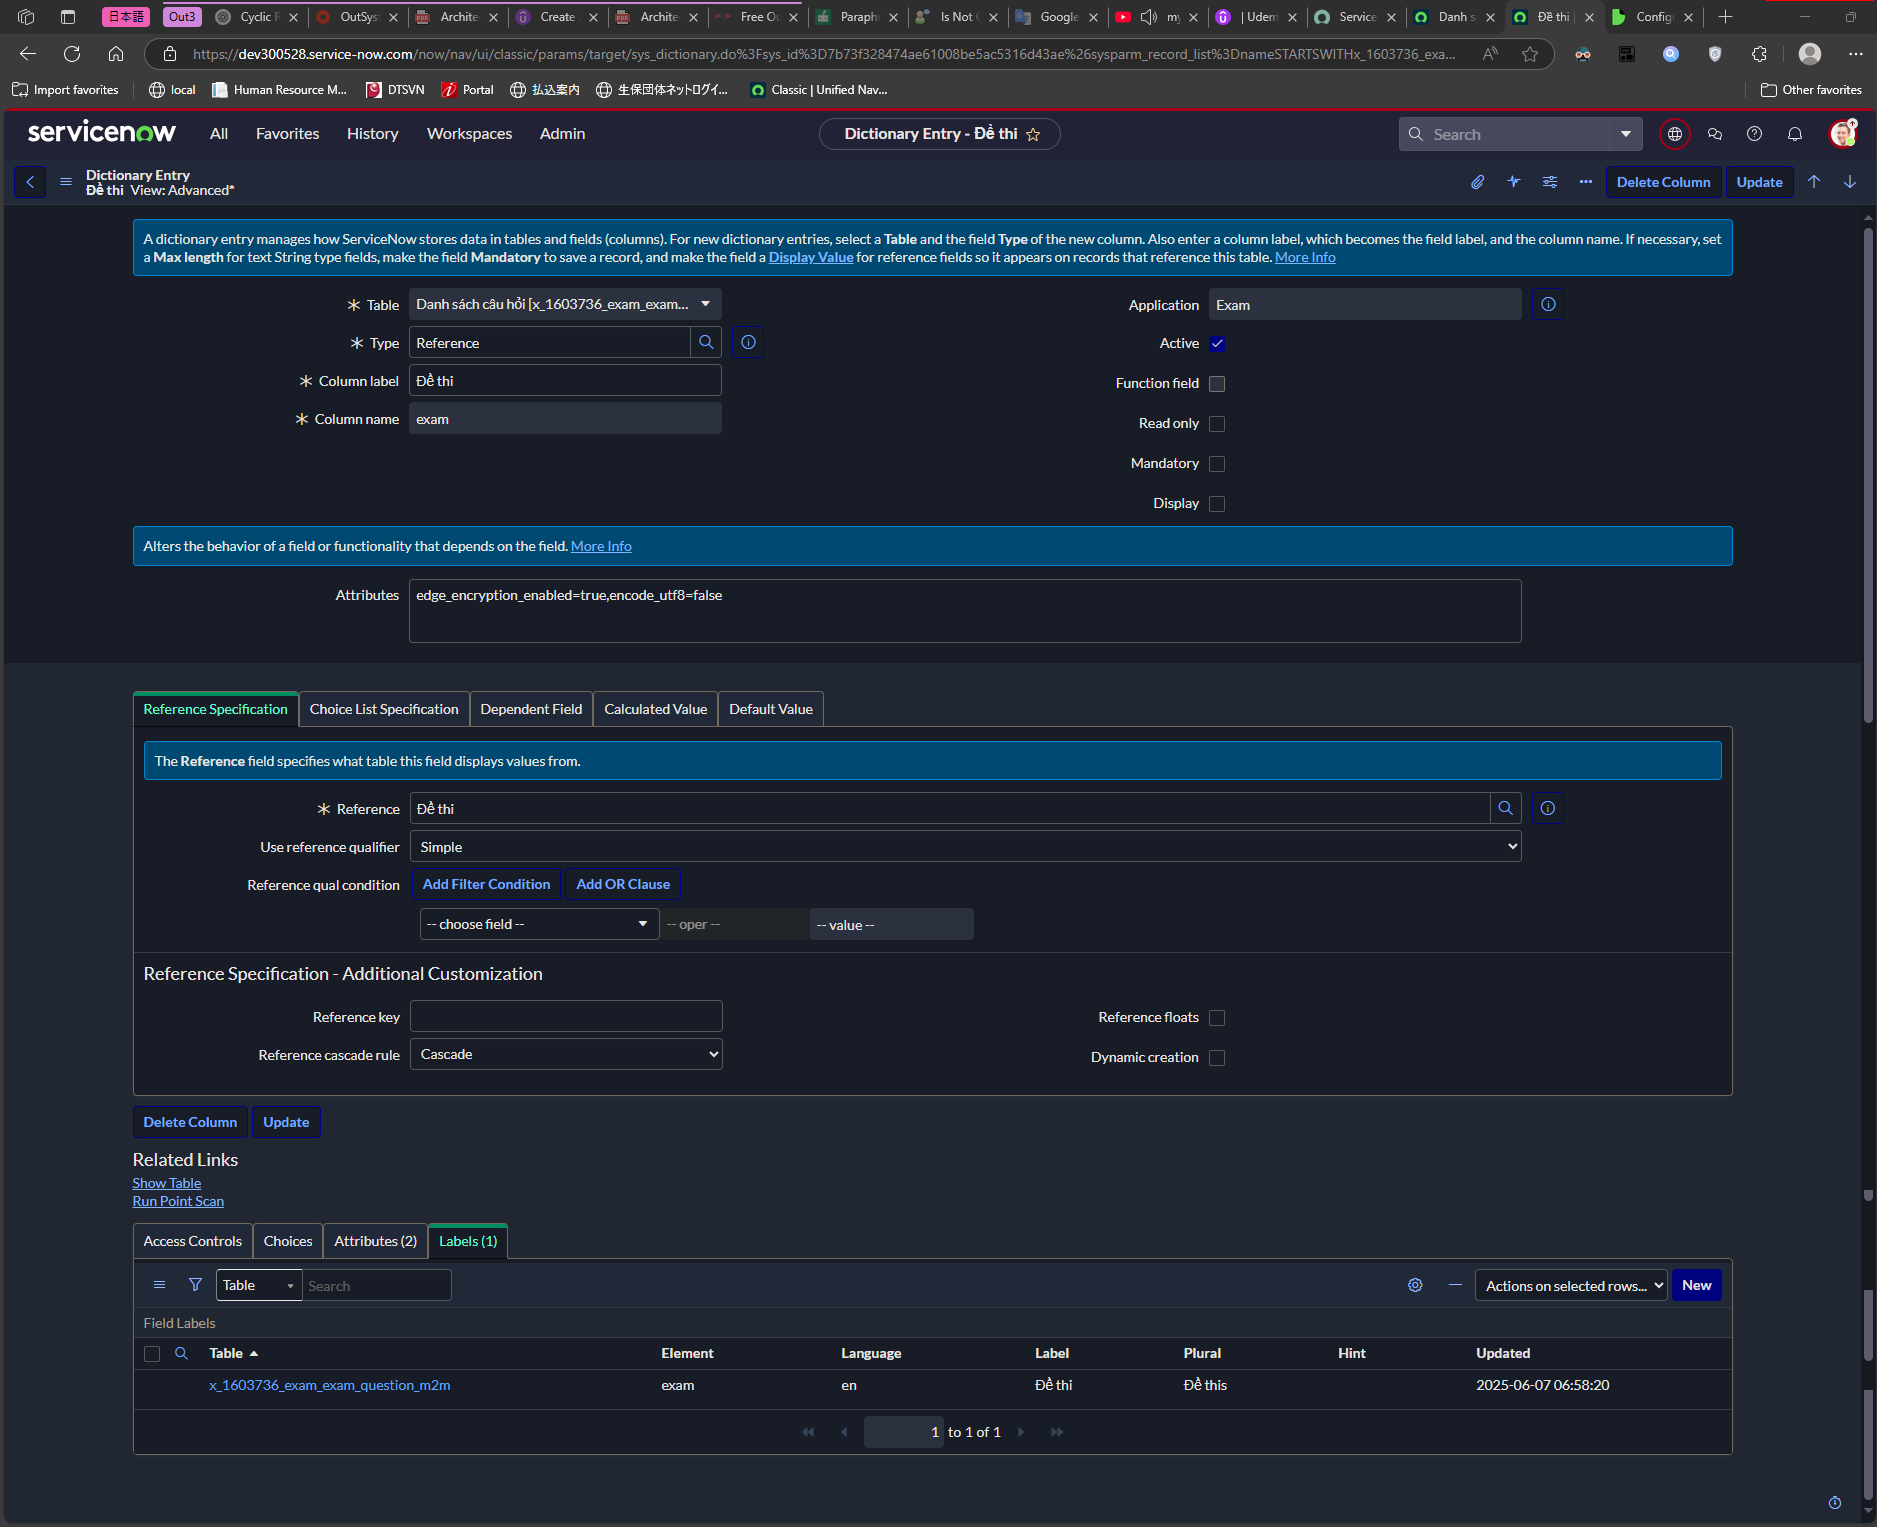 日本語
Out3
Cyclic R
OutSyst
Archite
Create
Archite
Free Ou
Paraph
Is Not
Google
my
| Udem
Service
Danh s
Đề thi |
Config
https://dev300528.service-now.com/now/nav/ui/classic/params/target/sys_dictionary.do%3Fsys_id%3D7b73f328474ae61008be5ac5316d43ae%26sysparm_record_list%3DnameSTARTSWITHx_1603736_exa...
Import favorites
local
Human Resource M...
DTSVN
Portal
払込案内
生保団体ネットログイ...
Classic | Unified Nav...
Other favorites
servicenow
All
Favorites
History
Workspaces
Admin
Dictionary Entry - Đề thi
Search
Dictionary Entry
Đề thi View: Advanced*
Delete Column
Update
A dictionary entry manages how ServiceNow stores data in tables and fields (columns). For new dictionary entries, select a Table and the field Type of the new column. Also enter a column label, which becomes the field label, and the column name. If necessary, set
a Max length for text String type fields, make the field Mandatory to save a record, and make the field a Display Value for reference fields so it appears on records that reference this table. More Info
Table
Danh sách câu hỏi [x_1603736_exam_exam...
Application
Exam
Type
Reference
Active
Column label
Đề thi
Function field
Column name
exam
Read only
Mandatory
Display
Alters the behavior of a field or functionality that depends on the field. More Info
Attributes
edge_encryption_enabled=true,encode_utf8=false
Reference Specification
Choice List Specification
Dependent Field
Calculated Value
Default Value
The Reference field specifies what table this field displays values from.
Reference
Đề thi
Use reference qualifier
Simple
Reference qual condition
Add Filter Condition
Add OR Clause
-- choose field --
-- oper --
-- value --
Reference Specification - Additional Customization
Reference key
Reference floats
Reference cascade rule
Cascade
Dynamic creation
Delete Column
Update
Related Links
Show Table
Run Point Scan
Access Controls
Choices
Attributes (2)
Labels (1)
Table
Search
Actions on selected rows...
New
Field Labels
Table
Element
Language
Label
Plural
Hint
Updated
x_1603736_exam_exam_question_m2m
exam
en
Đề thi
Đề this
2025-06-07 06:58:20
1 to 1 of 1